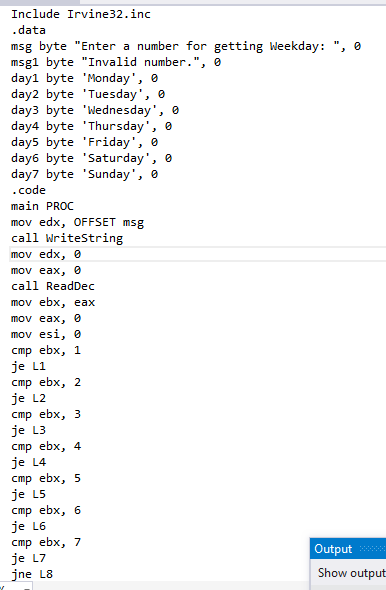 Include Irvine32.inc
.data
msg byte "Enter a number for getting Weekday: ", 0
msg1 byte "Invalid number.", 0
day1 byte 'Monday', 0
day2 byte 'Tuesday', 0
day3 byte 'Wednesday', 0
day4 byte 'Thursday', 0
day5 byte 'Friday', 0
day6 byte 'Saturday', 0
day7 byte 'Sunday', 0
.code
main PROC
mov edx, OFFSET msg
call WriteString
mov edx, 0
mov eax, 0
call ReadDec
mov ebx, eax
mov eax, 0
mov esi, 0
cmp ebx, 1
je L1
cmp ebx, 2
je L2
cmp ebx, 3
je L3
cmp ebx, 4
je L4
cmp ebx, 5
je L5
cmp ebx, 6
je L6
cmp ebx, 7
je L7
jne L8
Output
Show output